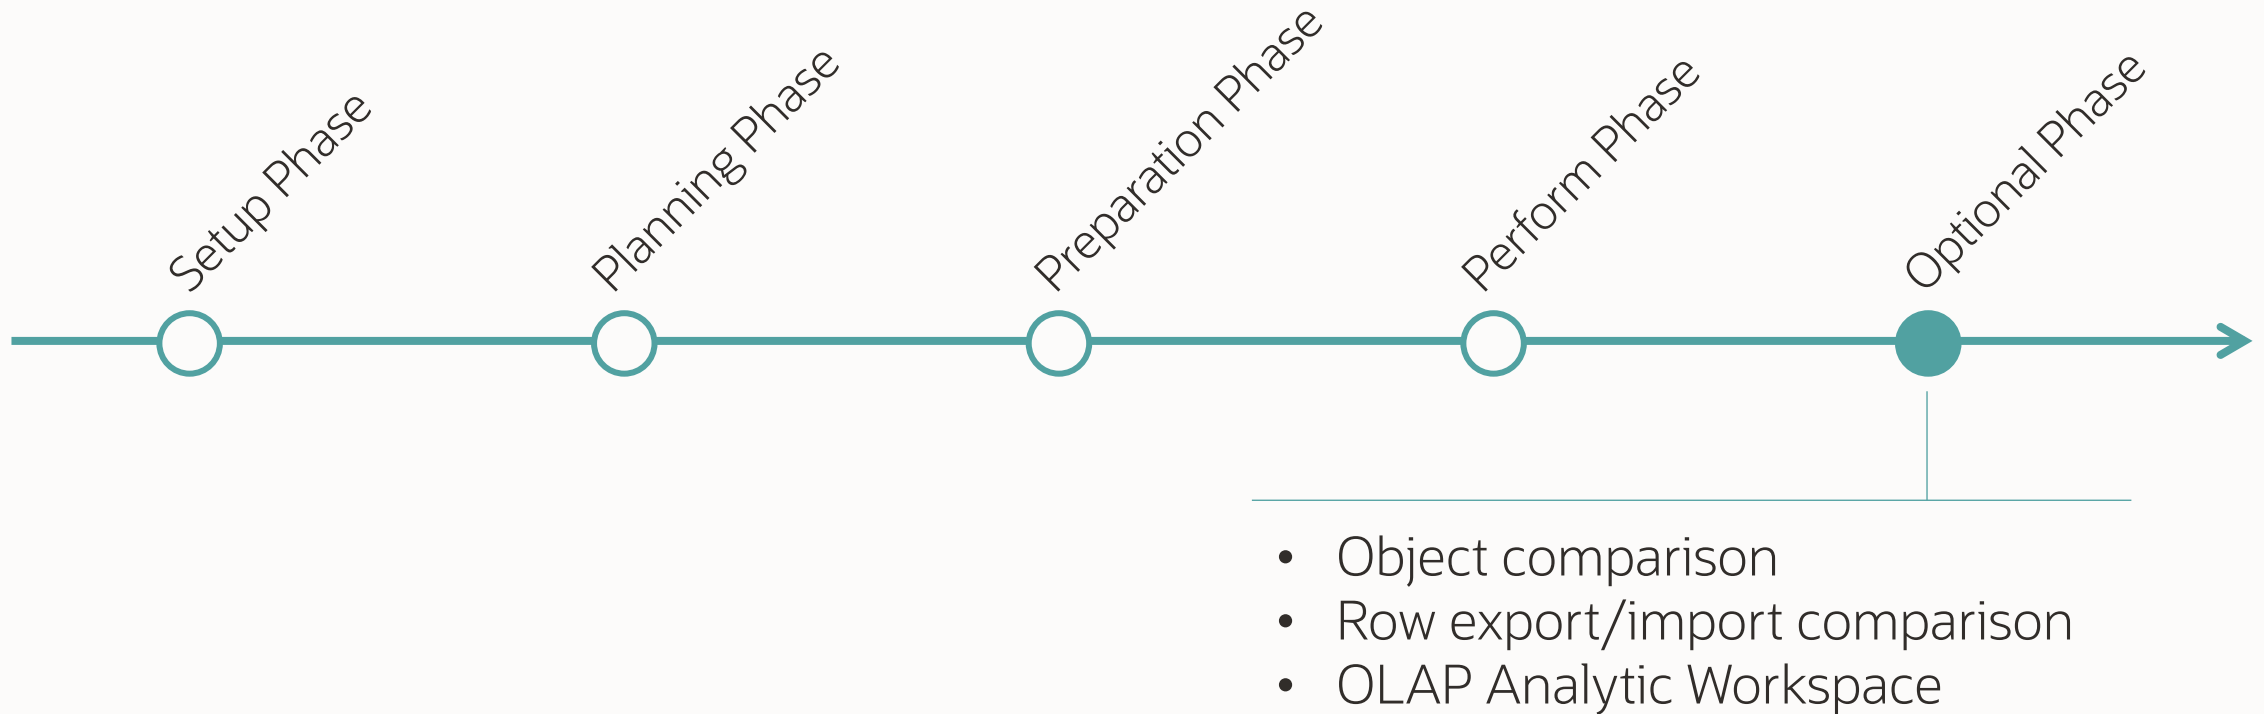 Setup Phase
Planning Phase
Preparation Phase
Perform Phase
Optional Phase
• Object comparison
• Row export/import comparison
• OLAP Analytic Workspace